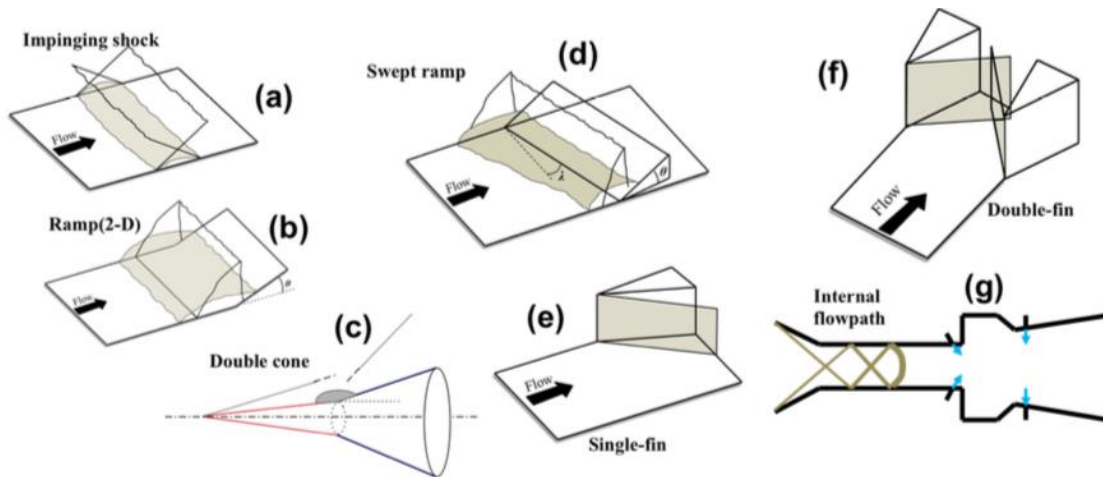 Impinging shock
(a)
Flow
Ramp(2-D)
(b)
Flow
θ
(c)
Double cone
(d)
Swept ramp
Flow
λ
θ
(e)
Flow
Single-fin
(f)
Flow
Double-fin
(g)
Internal
flowpath